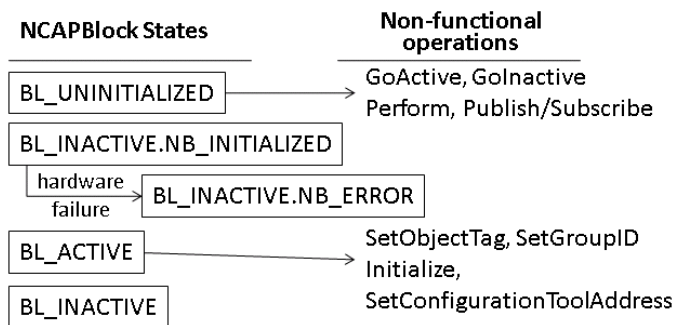 NCAPBlock States
Non-functional
operations
BL_UNINITIALIZED
GoActive, GoInactive
Perform, Publish/Subscribe
BL_INACTIVE.NB_INITIALIZED
hardware
failure
BL_INACTIVE.NB_ERROR
BL_ACTIVE
SetObjectTag, SetGroupID
Initialize,
SetConfigurationToolAddress
BL_INACTIVE